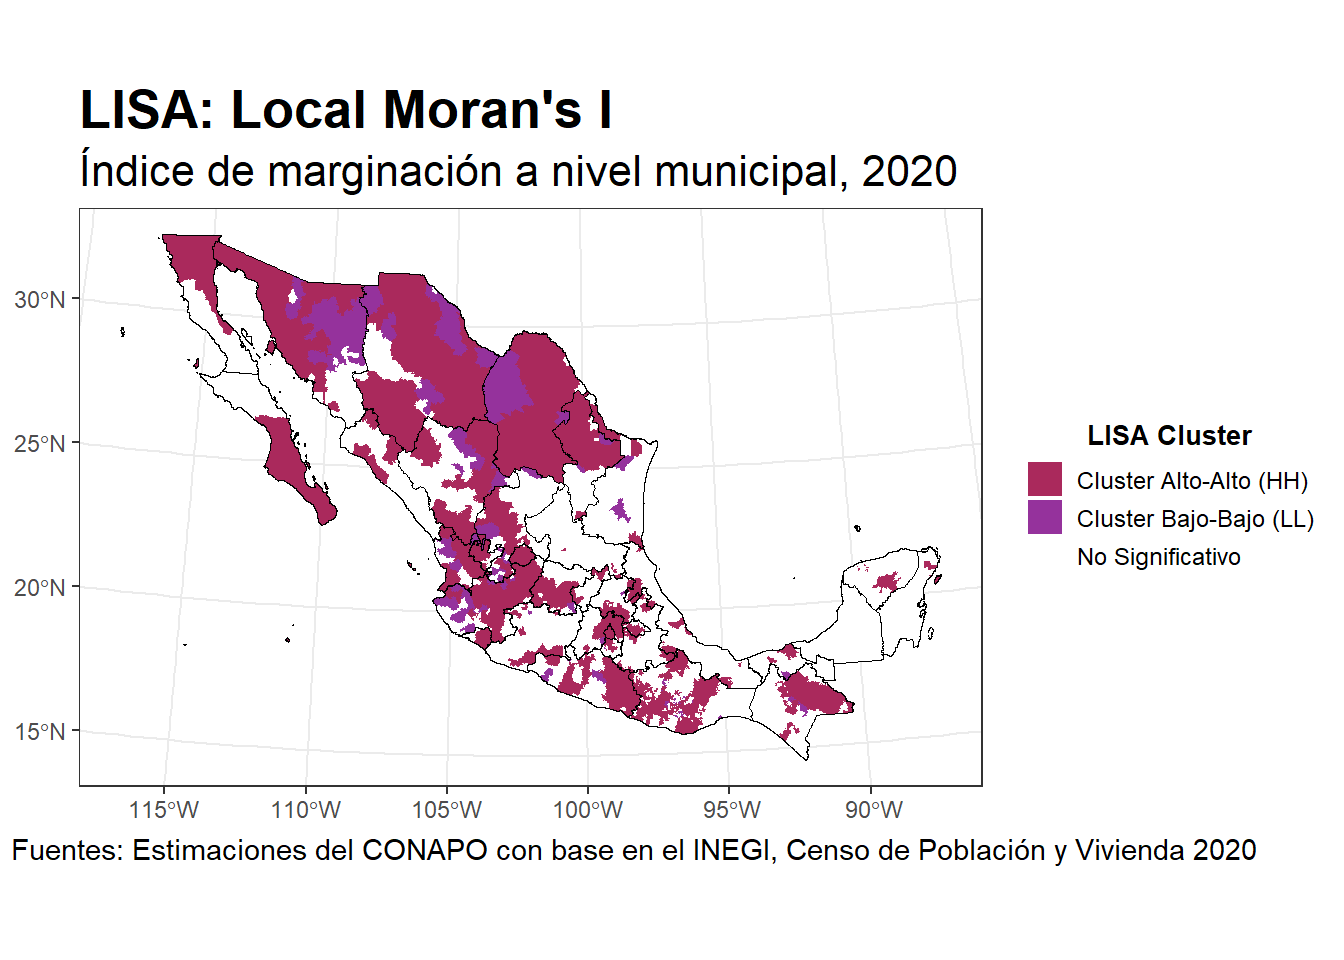 LISA: Local Moran's I
Índice de marginación a nivel municipal, 2020
30°N
25°N
20°N
15°N
115°W 110°W 105°W 100°W 95°W 90°W
LISA Cluster
Cluster Alto-Alto (HH)
Cluster Bajo-Bajo (LL)
No Significativo
Fuentes: Estimaciones del CONAPO con base en el INEGI, Censo de Población y Vivienda 2020